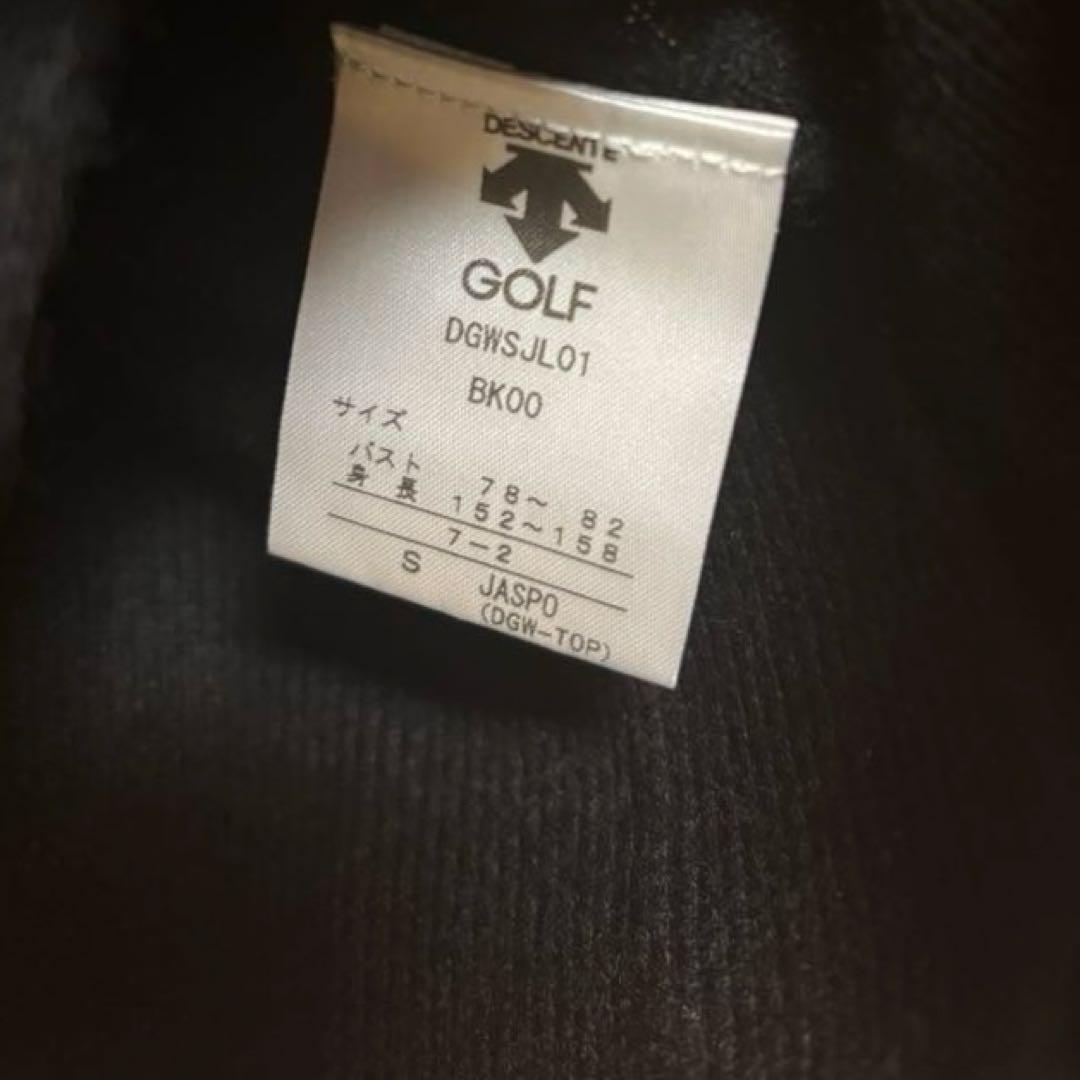 DESCENTE
GOLF
DGWSJL01
BK00
サイズ
バスト 78〜 82
身長 152〜158
7-2
S JASPO
(DGW-TOP)